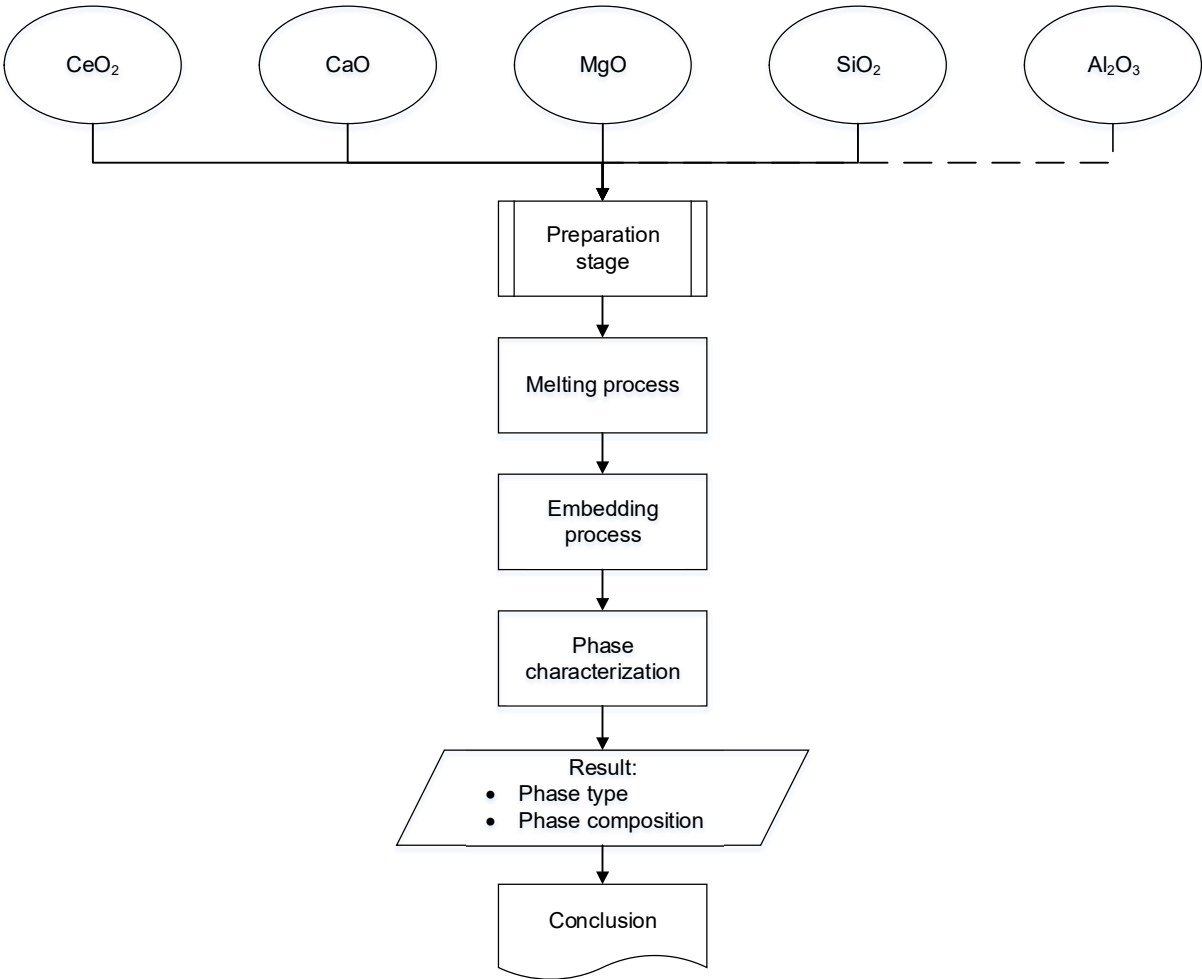 CeO₂
CaO
MgO
SiO₂
Al₂O₃
Preparation
stage
Melting process
Embedding
process
Phase
characterization
Result:
• Phase type
• Phase composition
Conclusion